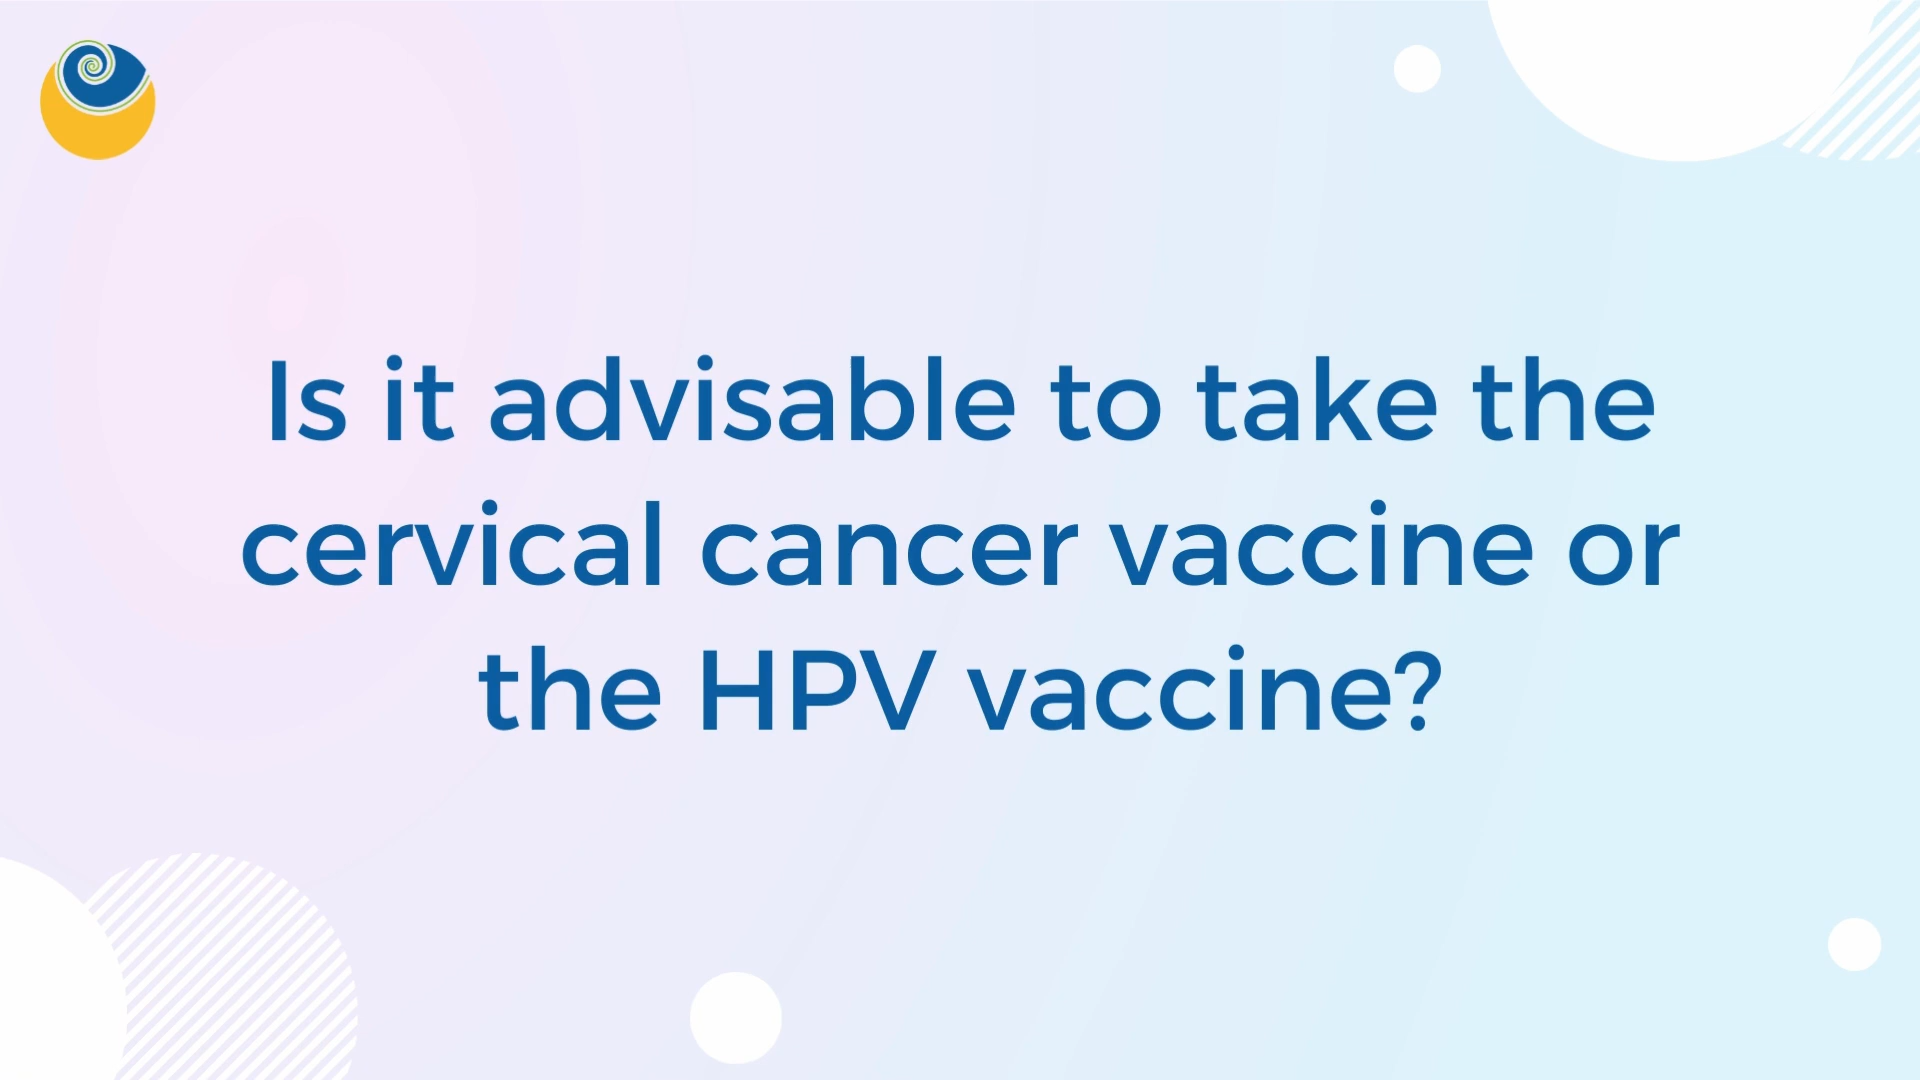 Is it advisable to take the
cervical cancer vaccine or
the HPV vaccine?